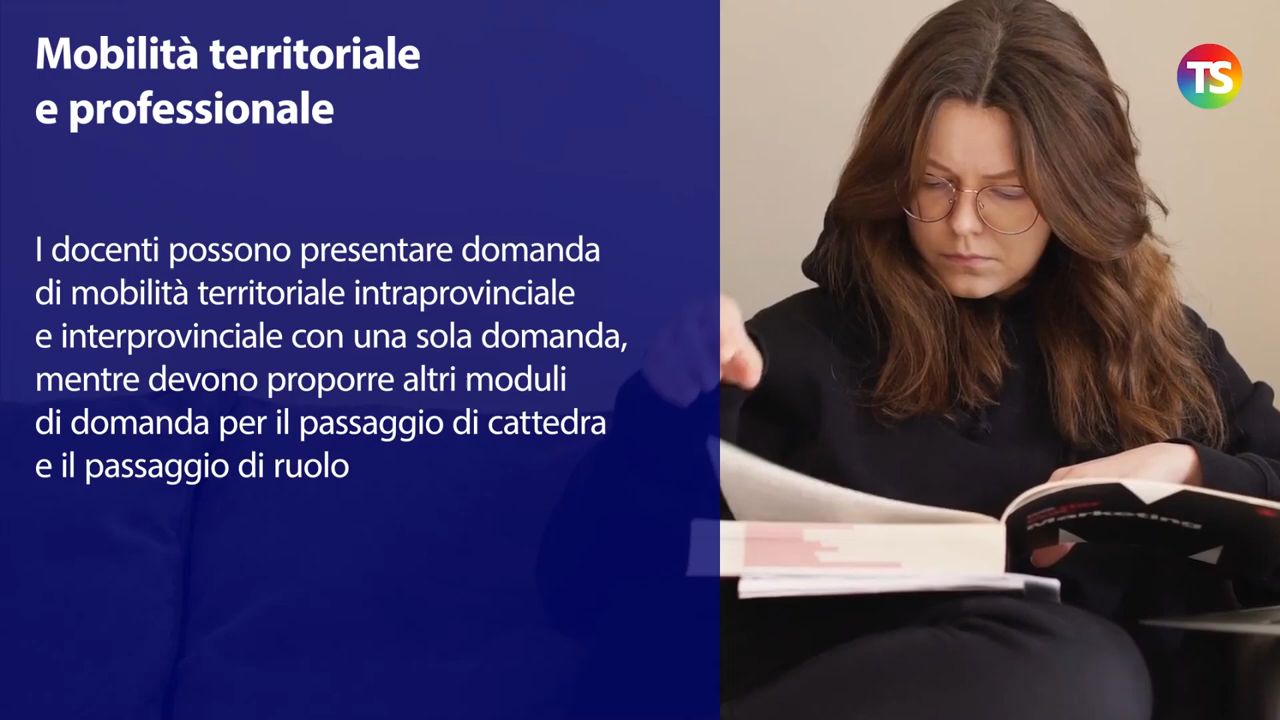 Mobilità territoriale
e professionale
TS
I docenti possono presentare domanda
di mobilità territoriale intraprovinciale
e interprovinciale con una sola domanda,
mentre devono proporre altri moduli
di domanda per il passaggio di cattedra
e il passaggio di ruolo
Marketing